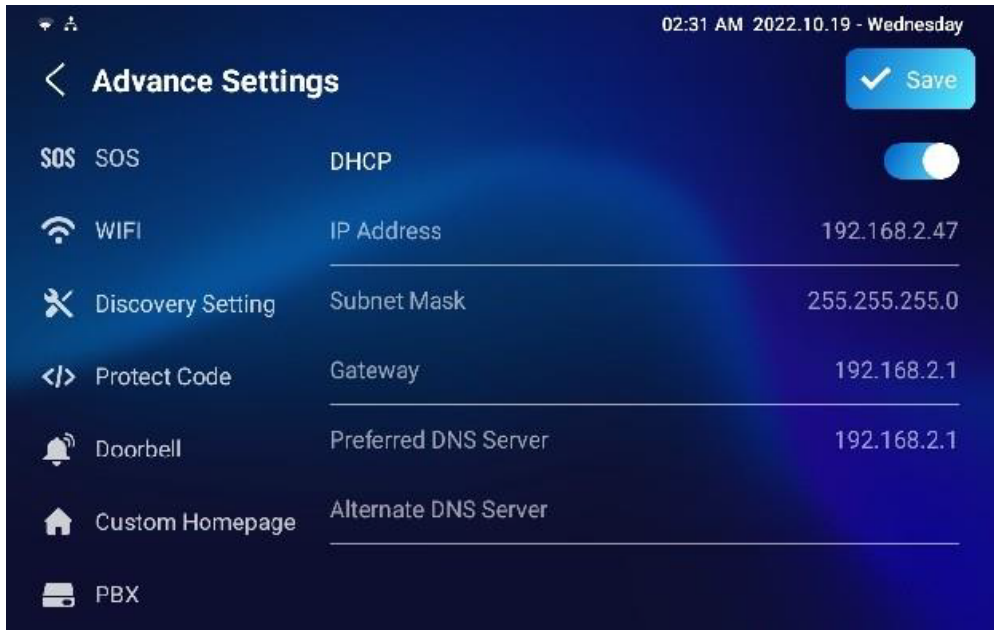 02:31 AM 2022.10.19 - Wednesday
Advance Settings
Save
SOS SOS
DHCP
WIFI
IP Address 192.168.2.47
Discovery Setting
Subnet Mask 255.255.255.0
</> Protect Code
Gateway 192.168.2.1
Doorbell
Preferred DNS Server 192.168.2.1
Custom Homepage
Alternate DNS Server
PBX